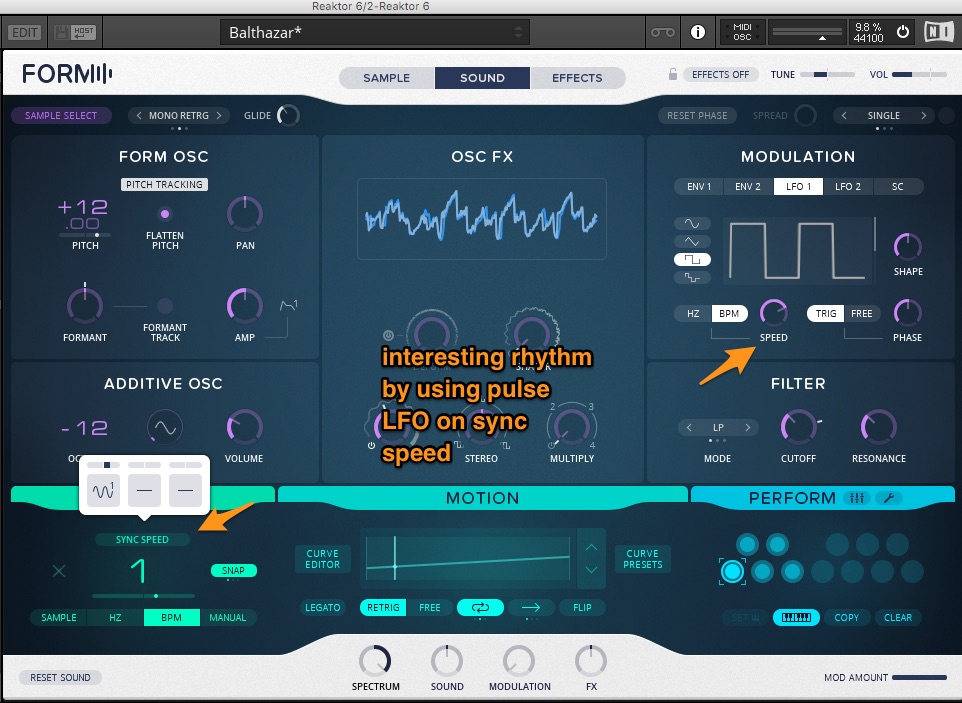 Reaktor 6/2-Reaktor 6
EDIT
HOST
Balthazar*
i
MIDI
OSC
9.8 %
44100
NI
FORM
SAMPLE
SOUND
EFFECTS
EFFECTS OFF
TUNE
VOL
SAMPLE SELECT
< MONO RETRG >
GLIDE
RESET PHASE
SPREAD
< SINGLE >
FORM OSC
OSC FX
MODULATION
PITCH TRACKING
ENV 1
ENV 2
LFO 1
LFO 2
SC
+12
.00
PITCH
FLATTEN
PITCH
PAN
SHAPE
FORMANT
FORMANT
TRACK
AMP
1
HZ
BPM
SPEED
TRIG
FREE
PHASE
interesting rhythm
by using pulse
LFO on sync
speed
ADDITIVE OSC
FILTER
-12
VOLUME
STEREO
2
3
4
MULTIPLY
< LP >
MODE
CUTOFF
RESONANCE
1
MOTION
PERFORM
SYNC SPEED
1
SNAP
SAMPLE
HZ
BPM
MANUAL
CURVE
EDITOR
CURVE
PRESETS
LEGATO
RETRIG
FREE
FLIP
COPY
CLEAR
RESET SOUND
SPECTRUM
SOUND
MODULATION
FX
MOD AMOUNT